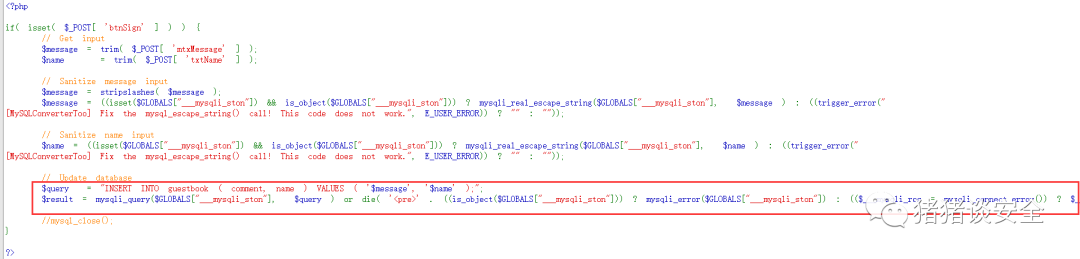 <?php
if( isset( $_POST[ 'btnSign' ] ) ) {
// Get input
$message = trim( $_POST[ 'mtxMessage' ] );
$name = trim( $_POST[ 'txtName' ] );
// Sanitize message input
$message = stripslashes( $message );
$message = ((isset($GLOBALS["___mysqli_ston"]) && is_object($GLOBALS["___mysqli_ston"])) ? mysqli_real_escape_string($GLOBALS["___mysqli_ston"], $message ) : ((trigger_error("
[MySQLConverterToo] Fix the mysql_escape_string() call! This code does not work.", E_USER_ERROR)) ? "" : ""));
// Sanitize name input
$name = ((isset($GLOBALS["___mysqli_ston"]) && is_object($GLOBALS["___mysqli_ston"])) ? mysqli_real_escape_string($GLOBALS["___mysqli_ston"], $name ) : ((trigger_error("
[MySQLConverterToo] Fix the mysql_escape_string() call! This code does not work.", E_USER_ERROR)) ? "" : ""));
// Update database
$query = "INSERT INTO guestbook ( comment, name ) VALUES ( '$message', '$name' );";
$result = mysqli_query($GLOBALS["___mysqli_ston"], $query ) or die( '<pre>' . ((is_object($GLOBALS["___mysqli_ston"])) ? mysqli_error($GLOBALS["___mysqli_ston"]) : (($___mysqli_res = mysqli_connect_error()) ? $_
//mysql_close();
}
?>
猪猪谈安全